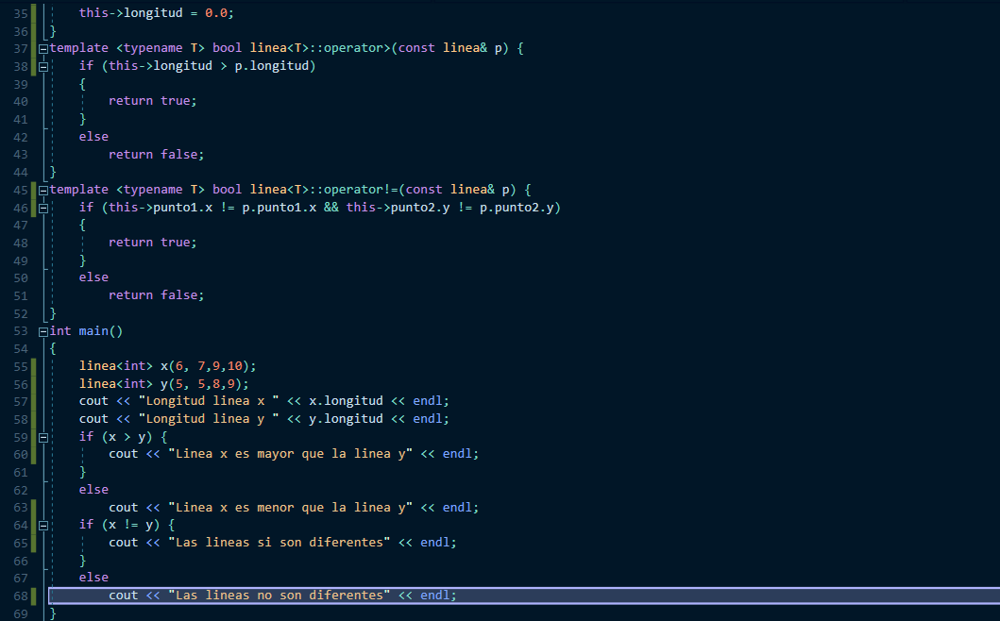 35 this->longitud = 0.0;
36 }
37 template <typename T> bool linea<T>::operator>(const linea& p) {
38 if (this->longitud > p.longitud)
39 {
40 return true;
41 }
42 else
43 return false;
44 }
45 template <typename T> bool linea<T>::operator!=(const linea& p) {
46 if (this->punto1.x != p.punto1.x && this->punto2.y != p.punto2.y)
47 {
48 return true;
49 }
50 else
51 return false;
52 }
53 int main()
54 {
55 linea<int> x(6, 7,9,10);
56 linea<int> y(5, 5,8,9);
57 cout << "Longitud linea x " << x.longitud << endl;
58 cout << "Longitud linea y " << y.longitud << endl;
59 if (x > y) {
60 cout << "Linea x es mayor que la linea y" << endl;
61 }
62 else
63 cout << "Linea x es menor que la linea y" << endl;
64 if (x != y) {
65 cout << "Las lineas si son diferentes" << endl;
66 }
67 else
68 cout << "Las lineas no son diferentes" << endl;
69 }